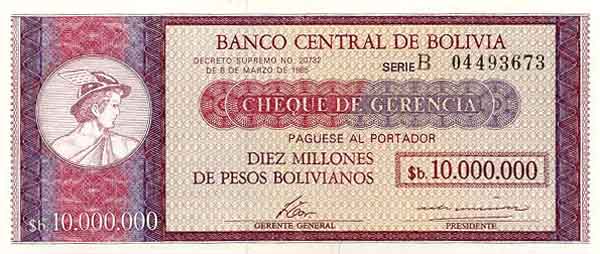 BANCO CENTRAL DE BOLIVIA
DECRETO SUPREMO NO. 20732
DE 8 DE MARZO DE 1985
SERIE B 04493673
CHEQUE DE GERENCIA
PAGUESE AL PORTADOR
DIEZ MILLONES
DE PESOS BOLIVIANOS
$b. 10.000.000
$b. 10.000.000
GERENTE GENERAL
PRESIDENTE